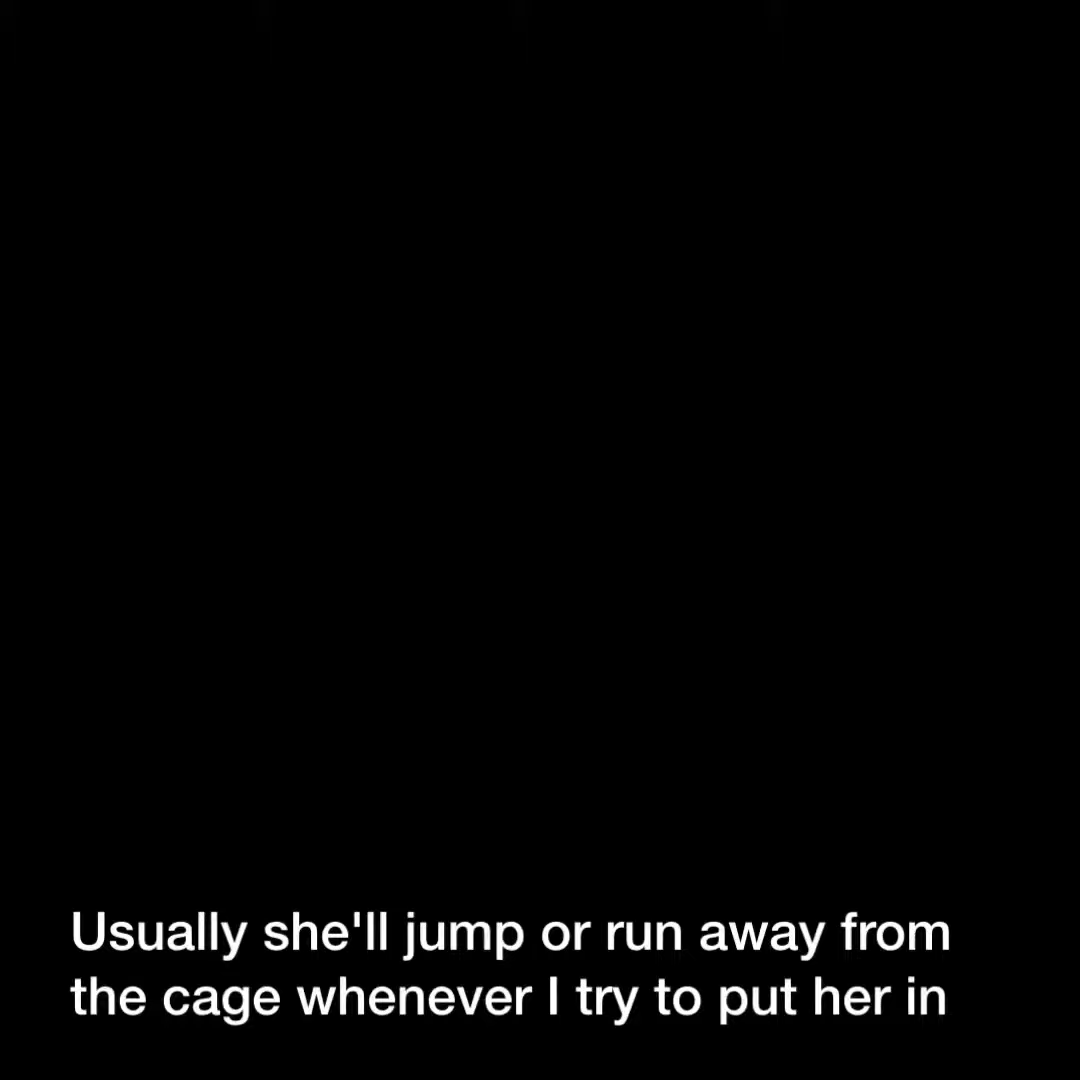 Usually she'll jump or run away from
the cage whenever I try to put her in